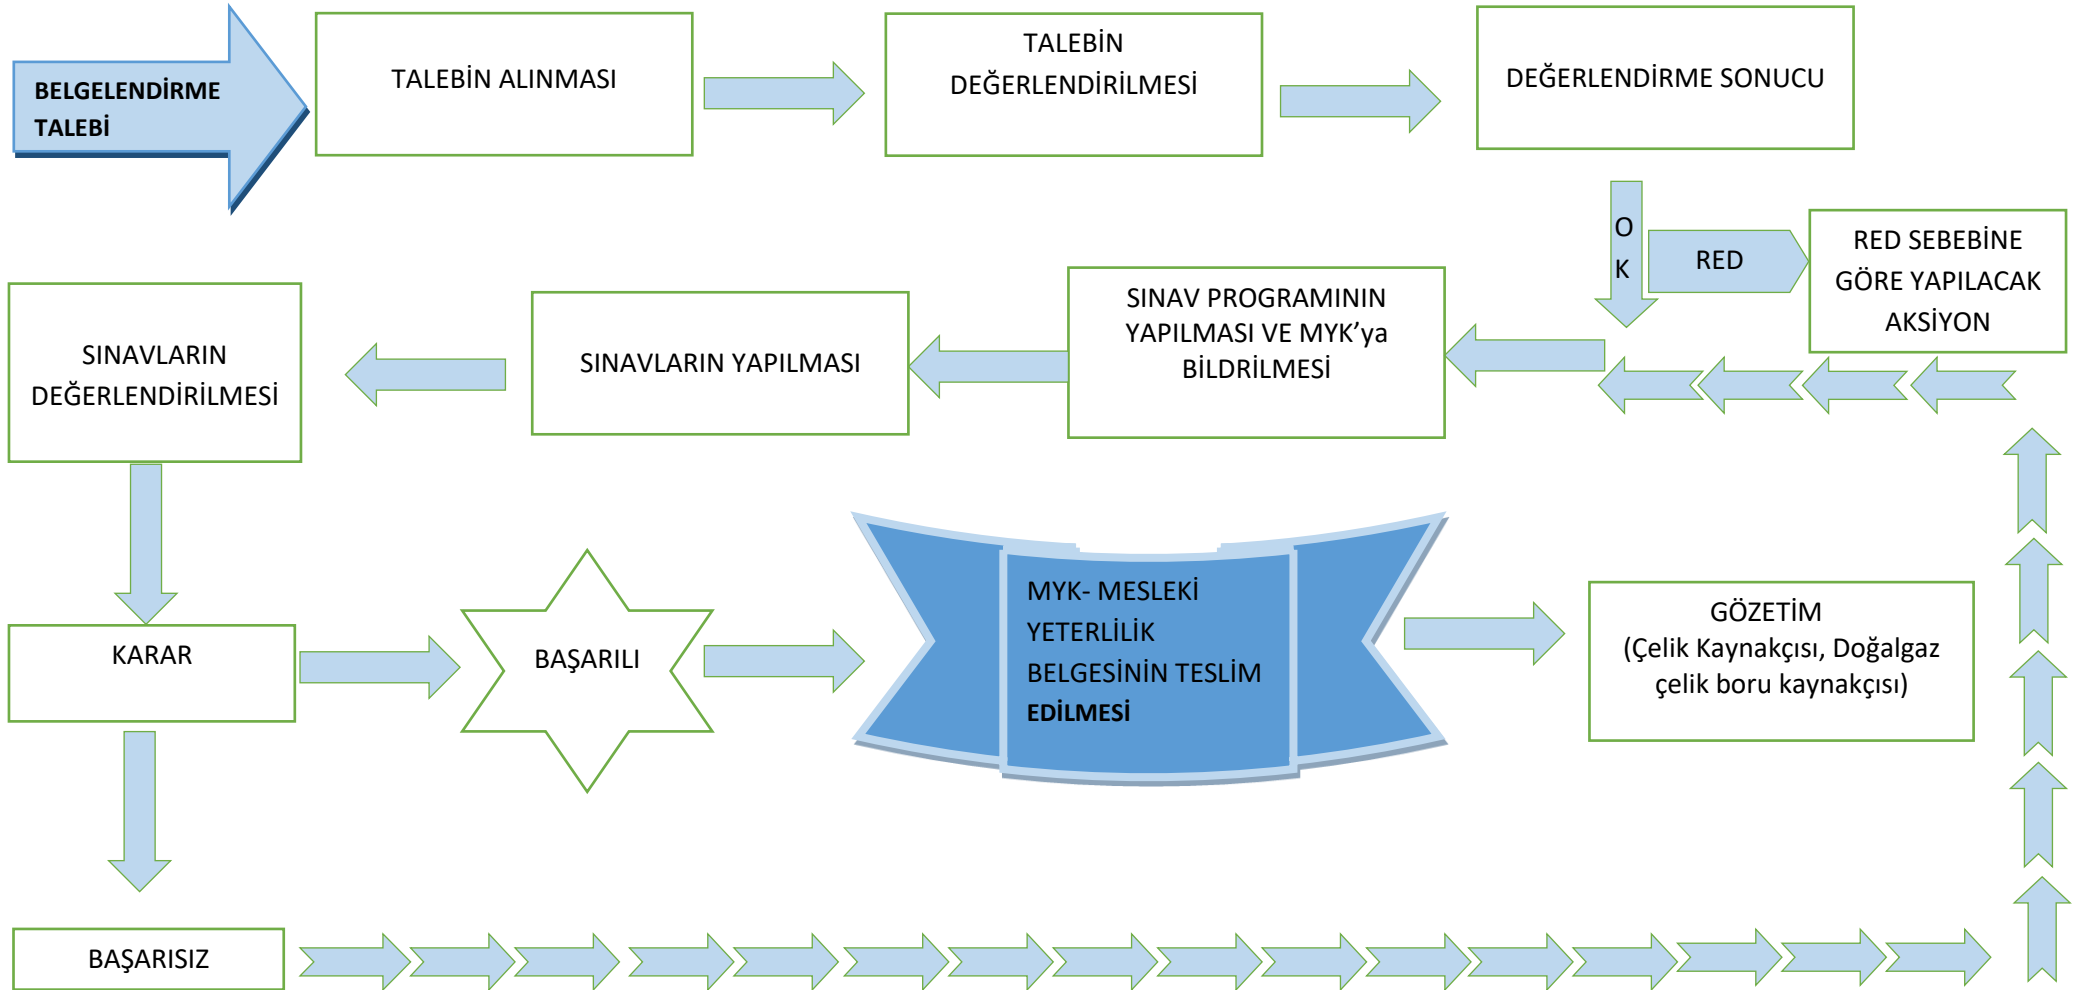 BELGELENDİRME
TALEBİ
TALEBİN ALINMASI
TALEBİN
DEĞERLENDİRİLMESİ
DEĞERLENDİRME SONUCU
O
K
RED
RED SEBEBİNE
GÖRE YAPILACAK
AKSİYON
SINAV PROGRAMININ
YAPILMASI VE MYK’ya
BİLDRİLMESİ
SINAVLARIN YAPILMASI
SINAVLARIN
DEĞERLENDİRİLMESİ
KARAR
BAŞARILI
MYK- MESLEKİ
YETERLİLİK
BELGESİNİN TESLİM
EDİLMESİ
GÖZETİM
(Çelik Kaynakçısı, Doğalgaz
çelik boru kaynakçısı)
BAŞARISIZ